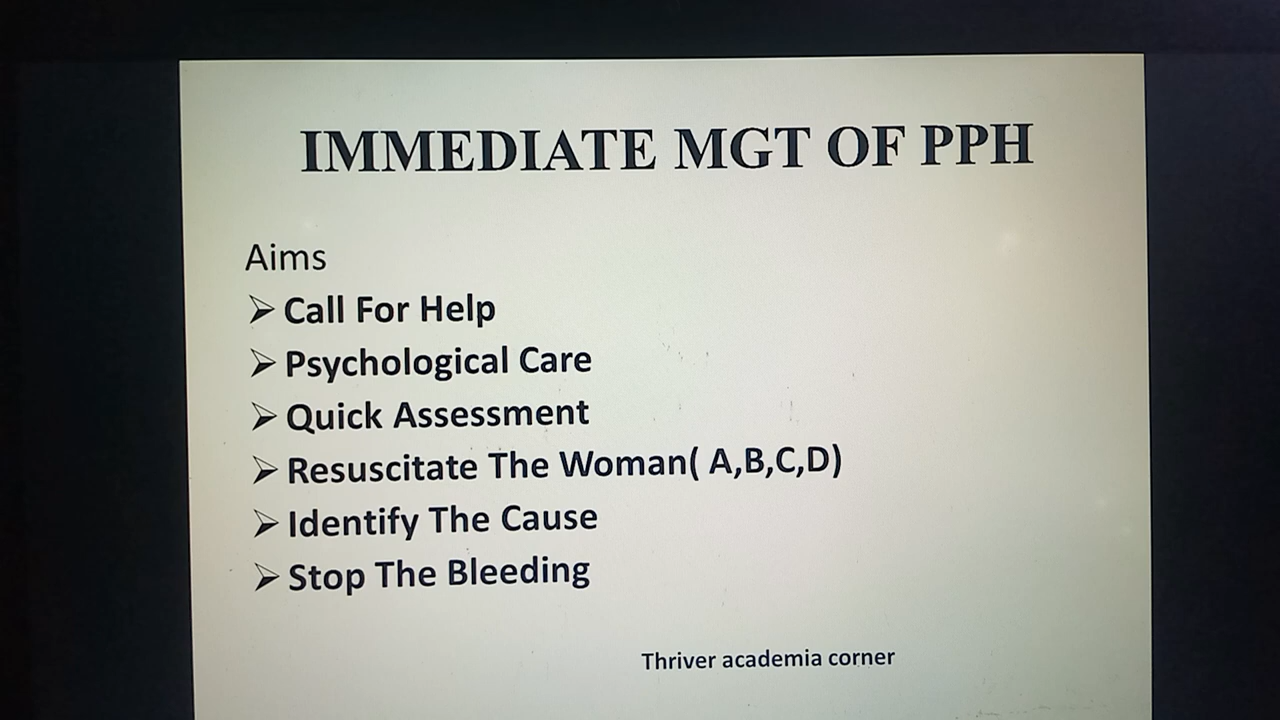 IMMEDIATE MGT OF PPH
Aims
➢ Call For Help
➢ Psychological Care
➢ Quick Assessment
➢ Resuscitate The Woman( A,B,C,D)
➢ Identify The Cause
➢ Stop The Bleeding
Thriver academia corner